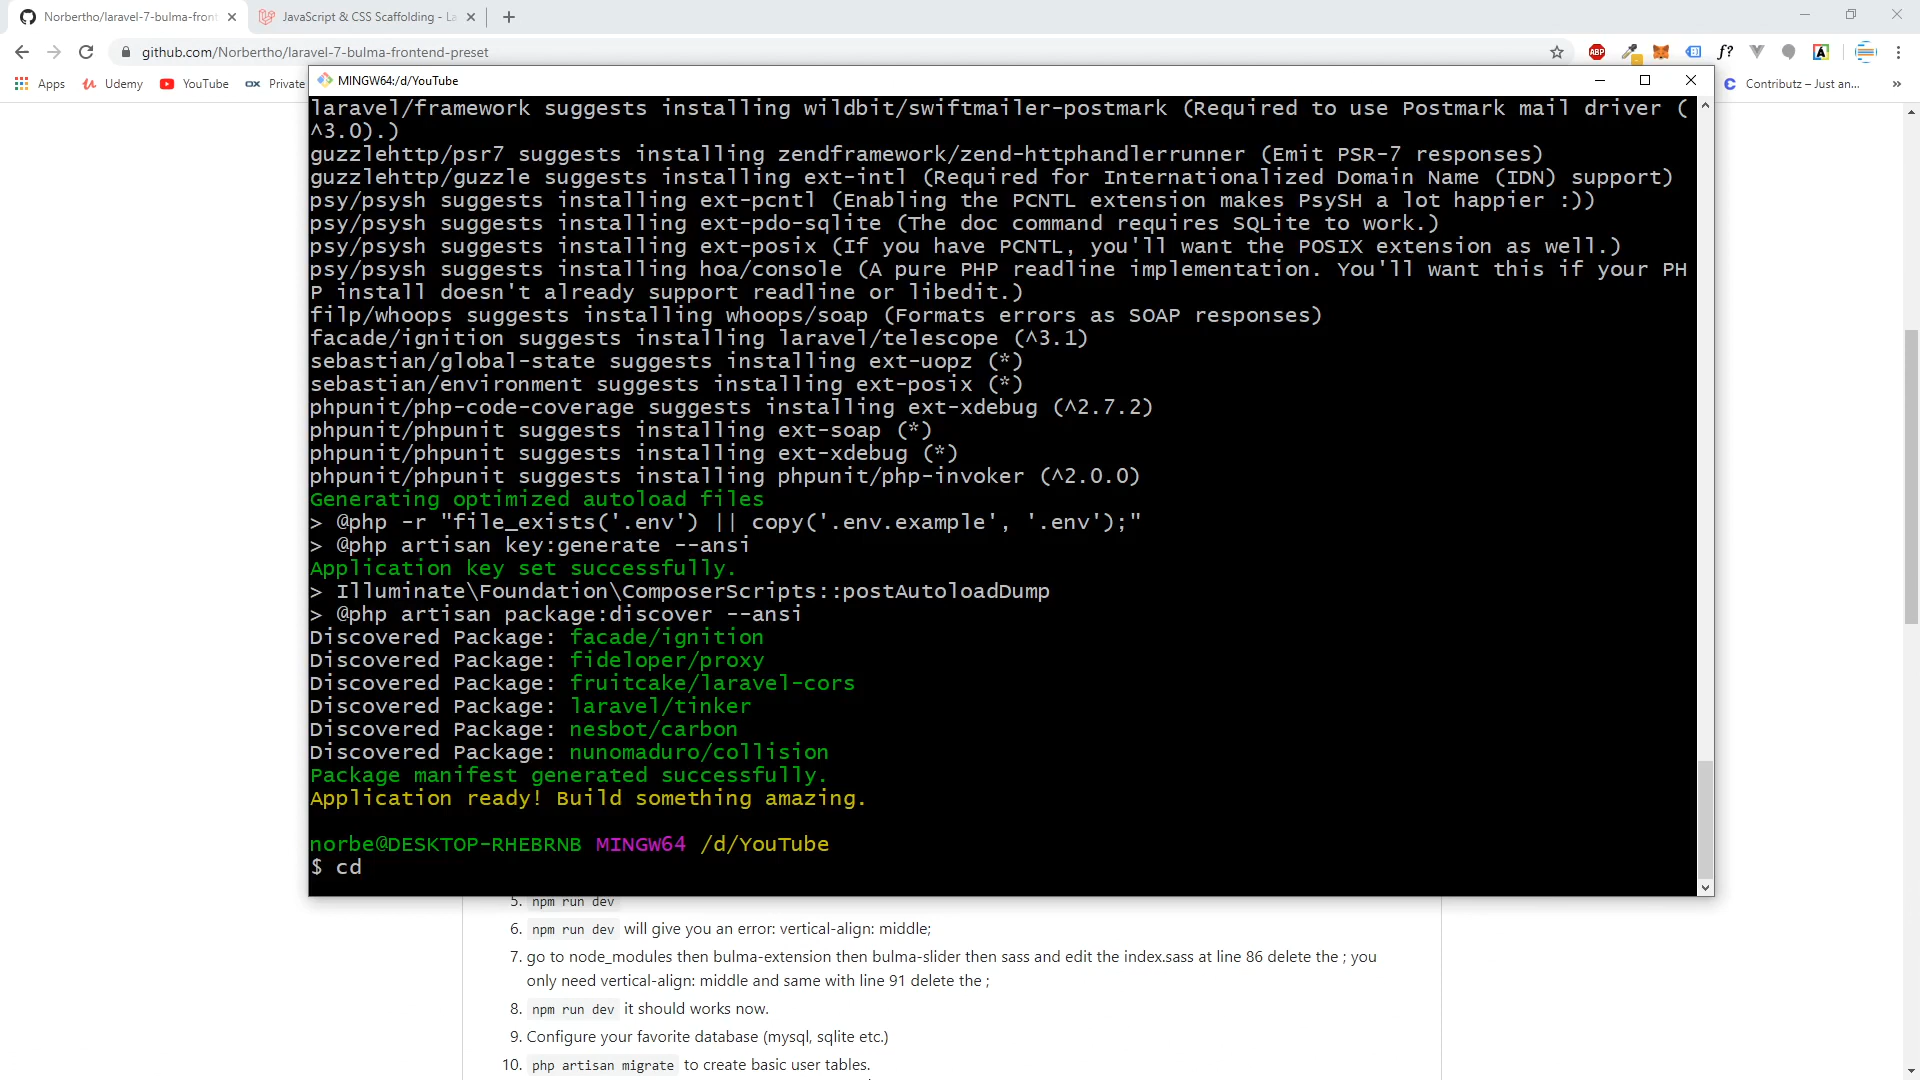 Norbertho/laravel-7-bulma-front
JavaScript & CSS Scaffolding - La
github.com/Norbertho/laravel-7-bulma-frontend-preset
ABP
f?
A
Apps
Udemy
YouTube
Private
Contributz – Just an...
»
MINGW64:/d/YouTube
laravel/framework suggests installing wildbit/swiftmailer-postmark (Required to use Postmark mail driver (
^3.0).)
guzzlehttp/psr7 suggests installing zendframework/zend-httphandlerrunner (Emit PSR-7 responses)
guzzlehttp/guzzle suggests installing ext-intl (Required for Internationalized Domain Name (IDN) support)
psy/psysh suggests installing ext-pcntl (Enabling the PCNTL extension makes PsySH a lot happier :))
psy/psysh suggests installing ext-pdo-sqlite (The doc command requires SQLite to work.)
psy/psysh suggests installing ext-posix (If you have PCNTL, you'll want the POSIX extension as well.)
psy/psysh suggests installing hoa/console (A pure PHP readline implementation. You'll want this if your PH
P install doesn't already support readline or libedit.)
filp/whoops suggests installing whoops/soap (Formats errors as SOAP responses)
facade/ignition suggests installing laravel/telescope (^3.1)
sebastian/global-state suggests installing ext-uopz (*)
sebastian/environment suggests installing ext-posix (*)
phpunit/php-code-coverage suggests installing ext-xdebug (^2.7.2)
phpunit/phpunit suggests installing ext-soap (*)
phpunit/phpunit suggests installing ext-xdebug (*)
phpunit/phpunit suggests installing phpunit/php-invoker (^2.0.0)
Generating optimized autoload files
> @php -r "file_exists('.env') || copy('.env.example', '.env');"
> @php artisan key:generate --ansi
Application key set successfully.
> Illuminate\Foundation\ComposerScripts::postAutoloadDump
> @php artisan package:discover --ansi
Discovered Package: facade/ignition
Discovered Package: fideloper/proxy
Discovered Package: fruitcake/laravel-cors
Discovered Package: laravel/tinker
Discovered Package: nesbot/carbon
Discovered Package: nunomaduro/collision
Package manifest generated successfully.
Application ready! Build something amazing.
norbe@DESKTOP-RHEBRNB MINGW64 /d/YouTube
$ cd
5. npm run dev
6. npm run dev will give you an error: vertical-align: middle;
7. go to node_modules then bulma-extension then bulma-slider then sass and edit the index.sass at line 86 delete the ; you
only need vertical-align: middle and same with line 91 delete the ;
8. npm run dev it should works now.
9. Configure your favorite database (mysql, sqlite etc.)
10. php artisan migrate to create basic user tables.